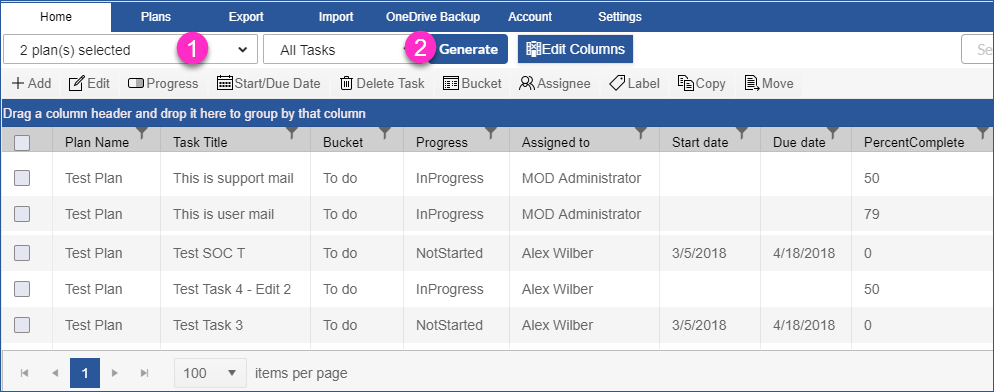 Home Plans Export Import OneDrive Backup Account Settings
2 plan(s) selected 1 All Tasks 2 Generate Edit Columns Se
Add Edit Progress Start/Due Date Delete Task Bucket Assignee Label Copy Move
Drag a column header and drop it here to group by that column
Plan Name Task Title Bucket Progress Assigned to Start date Due date PercentComplete
Test Plan This is support mail To do InProgress MOD Administrator 50
Test Plan This is user mail To do InProgress MOD Administrator 79
Test Plan Test SOC T To do NotStarted Alex Wilber 3/5/2018 4/18/2018 0
Test Plan Test Task 4 - Edit 2 To do InProgress Alex Wilber 50
Test Plan Test Task 3 To do NotStarted Alex Wilber 3/5/2018 4/18/2018 0
1 100 items per page